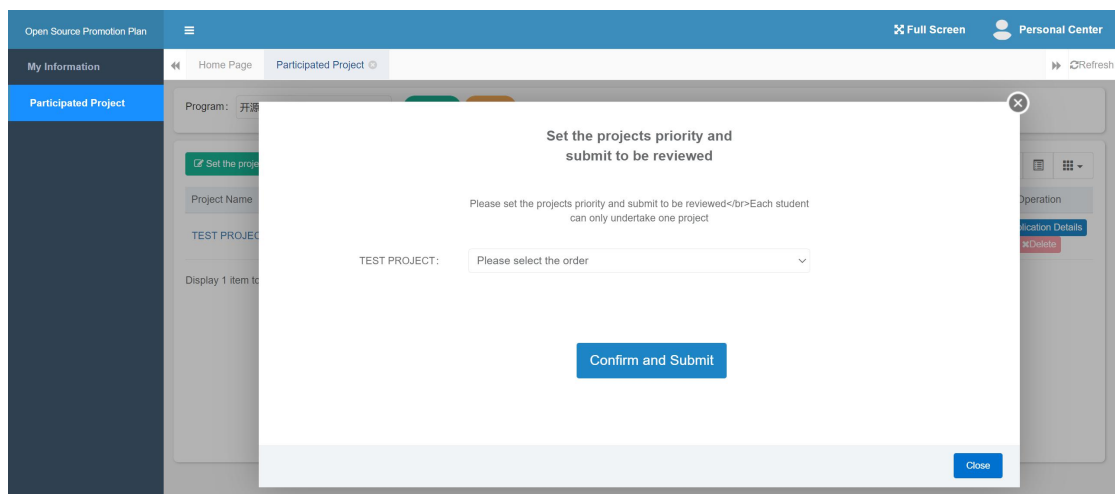 Open Source Promotion Plan
Full Screen
Personal Center
My Information
Home Page
Participated Project
Refresh
Participated Project
Program:
开源
Set the projects priority and
submit to be reviewed
Set the proje
Project Name
Operation
Please set the projects priority and submit to be reviewed</br>Each student
can only undertake one project
TEST PROJEC
plication Details
Delete
TEST PROJECT:
Please select the order
Display 1 item to
Confirm and Submit
Close